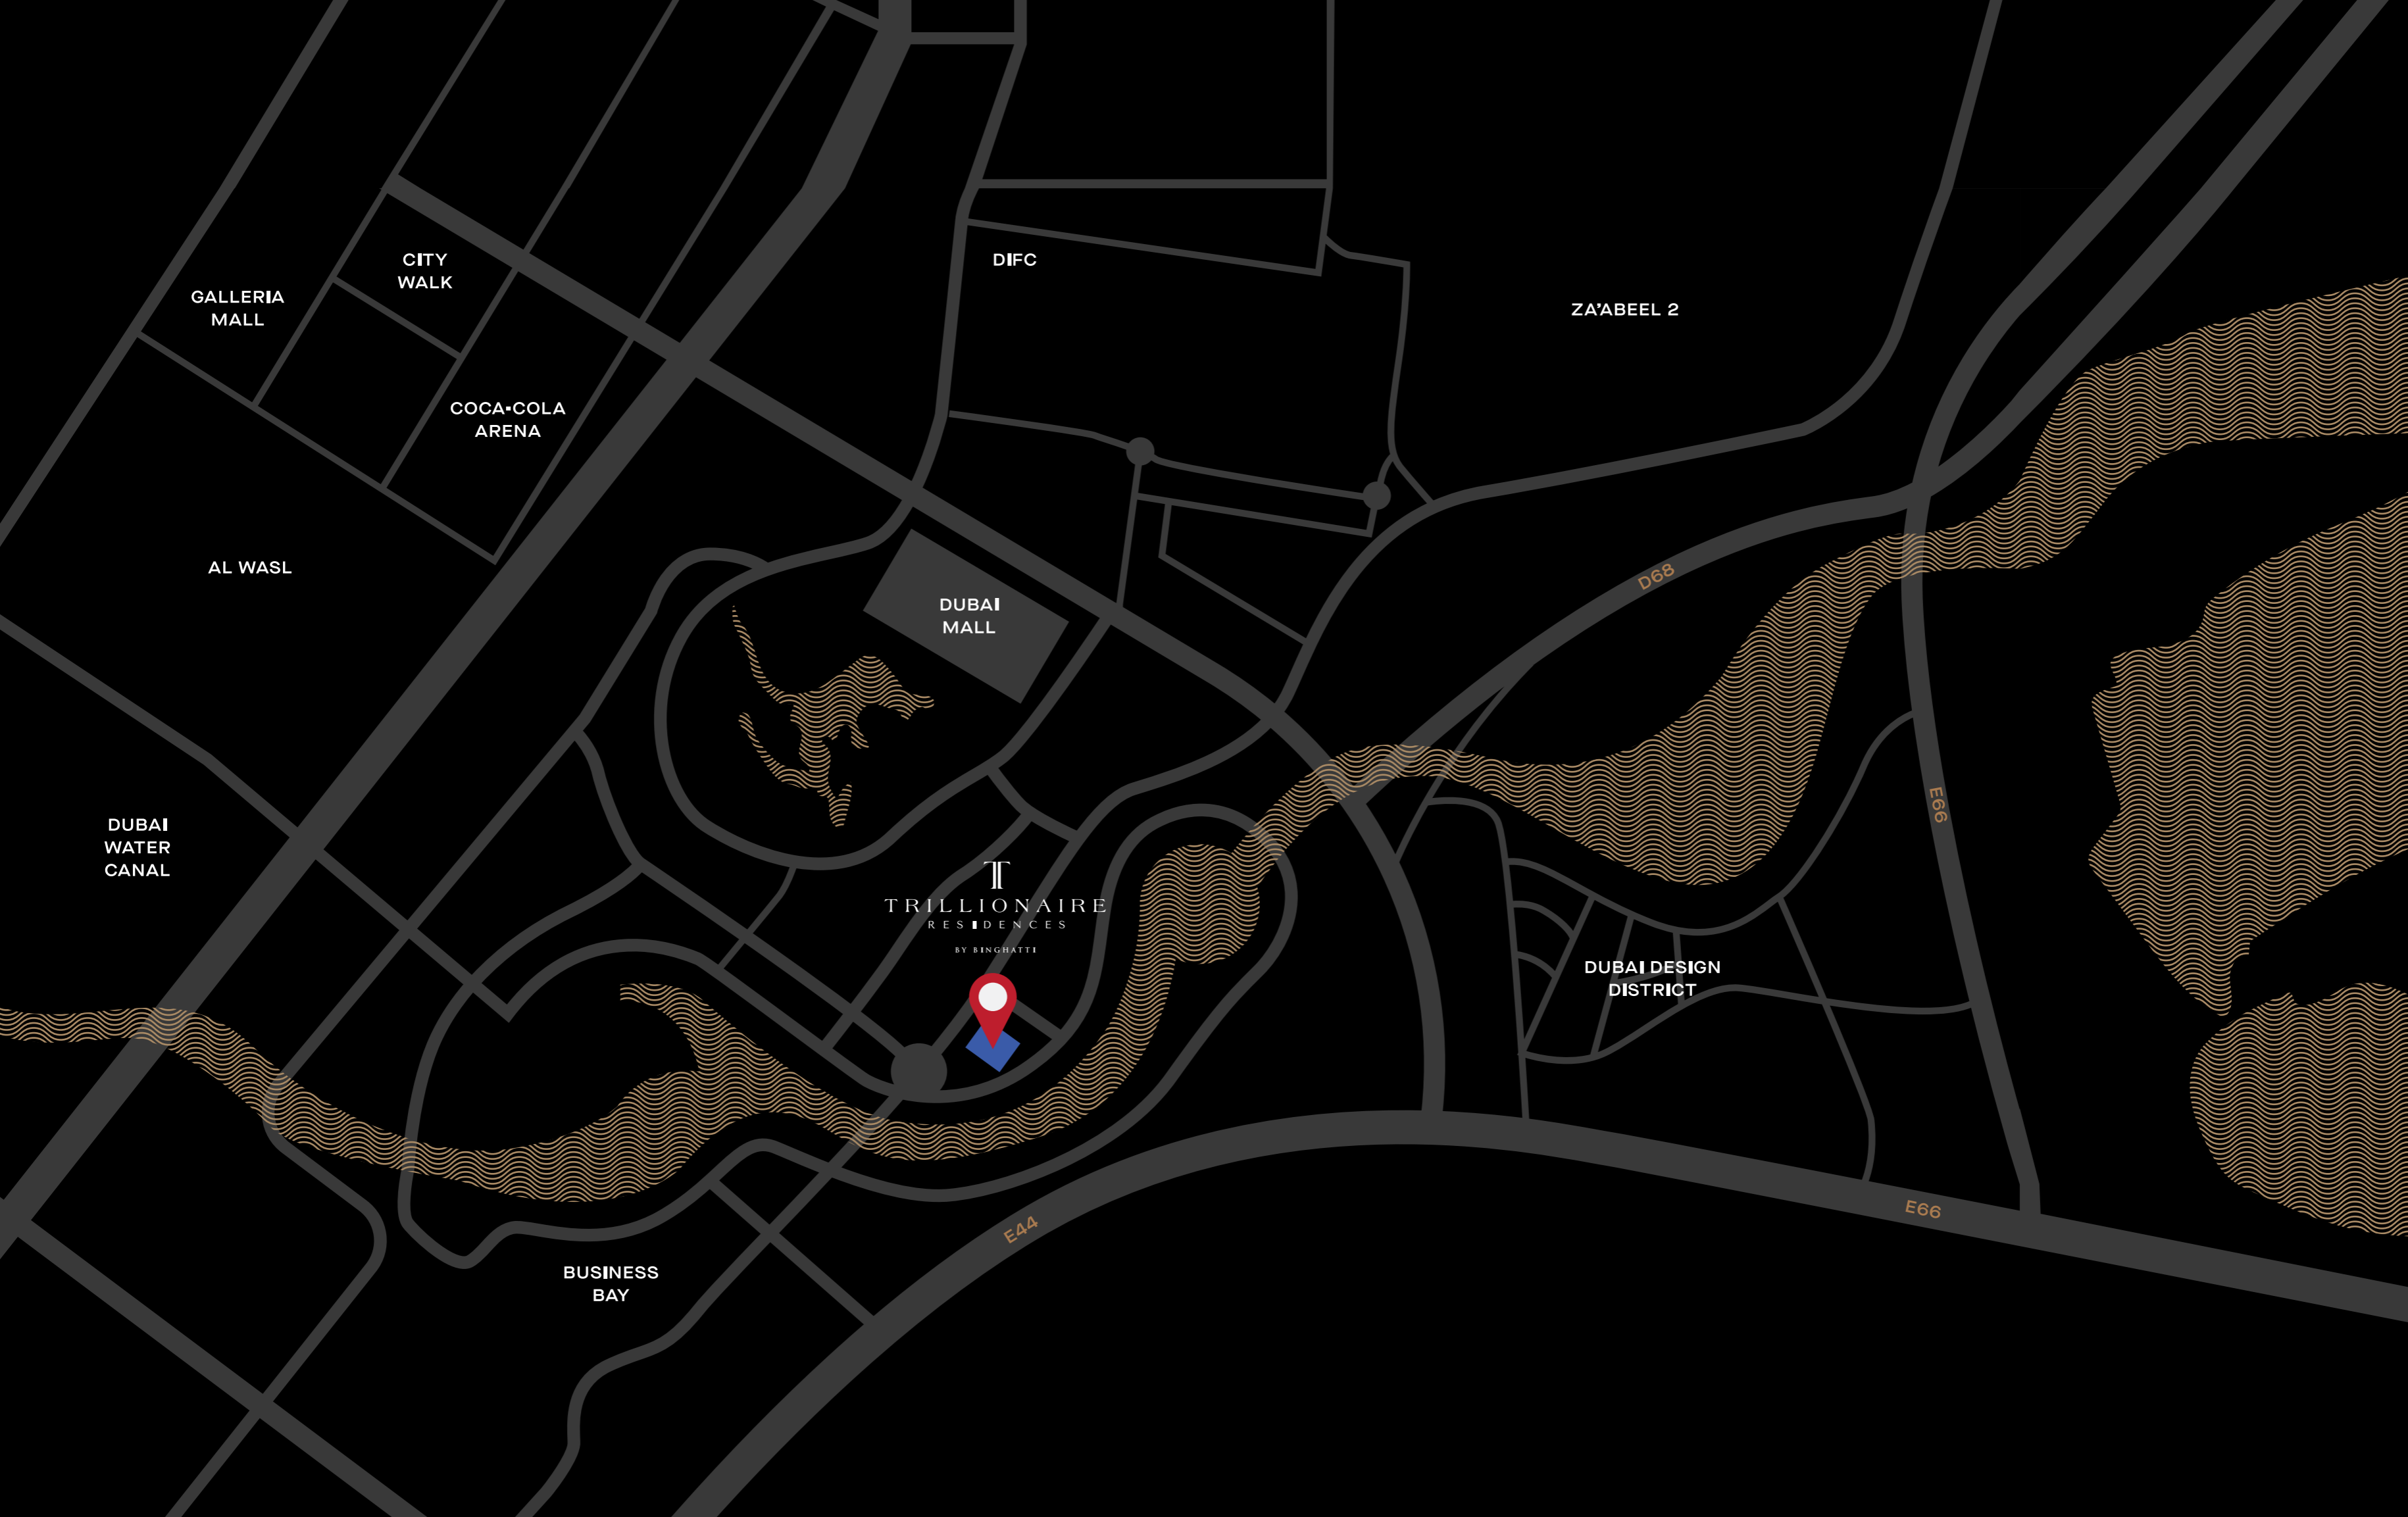 CITY
WALK
DIFC
GALLERIA
MALL
ZA'ABEEL 2
COCA-COLA
ARENA
AL WASL
D68
DUBAI
MALL
E66
DUBAI
WATER
CANAL
T
TRILLIONAIRE
RESIDENCES
BY BINGHATTI
DUBAI DESIGN
DISTRICT
E66
E44
BUSINESS
BAY